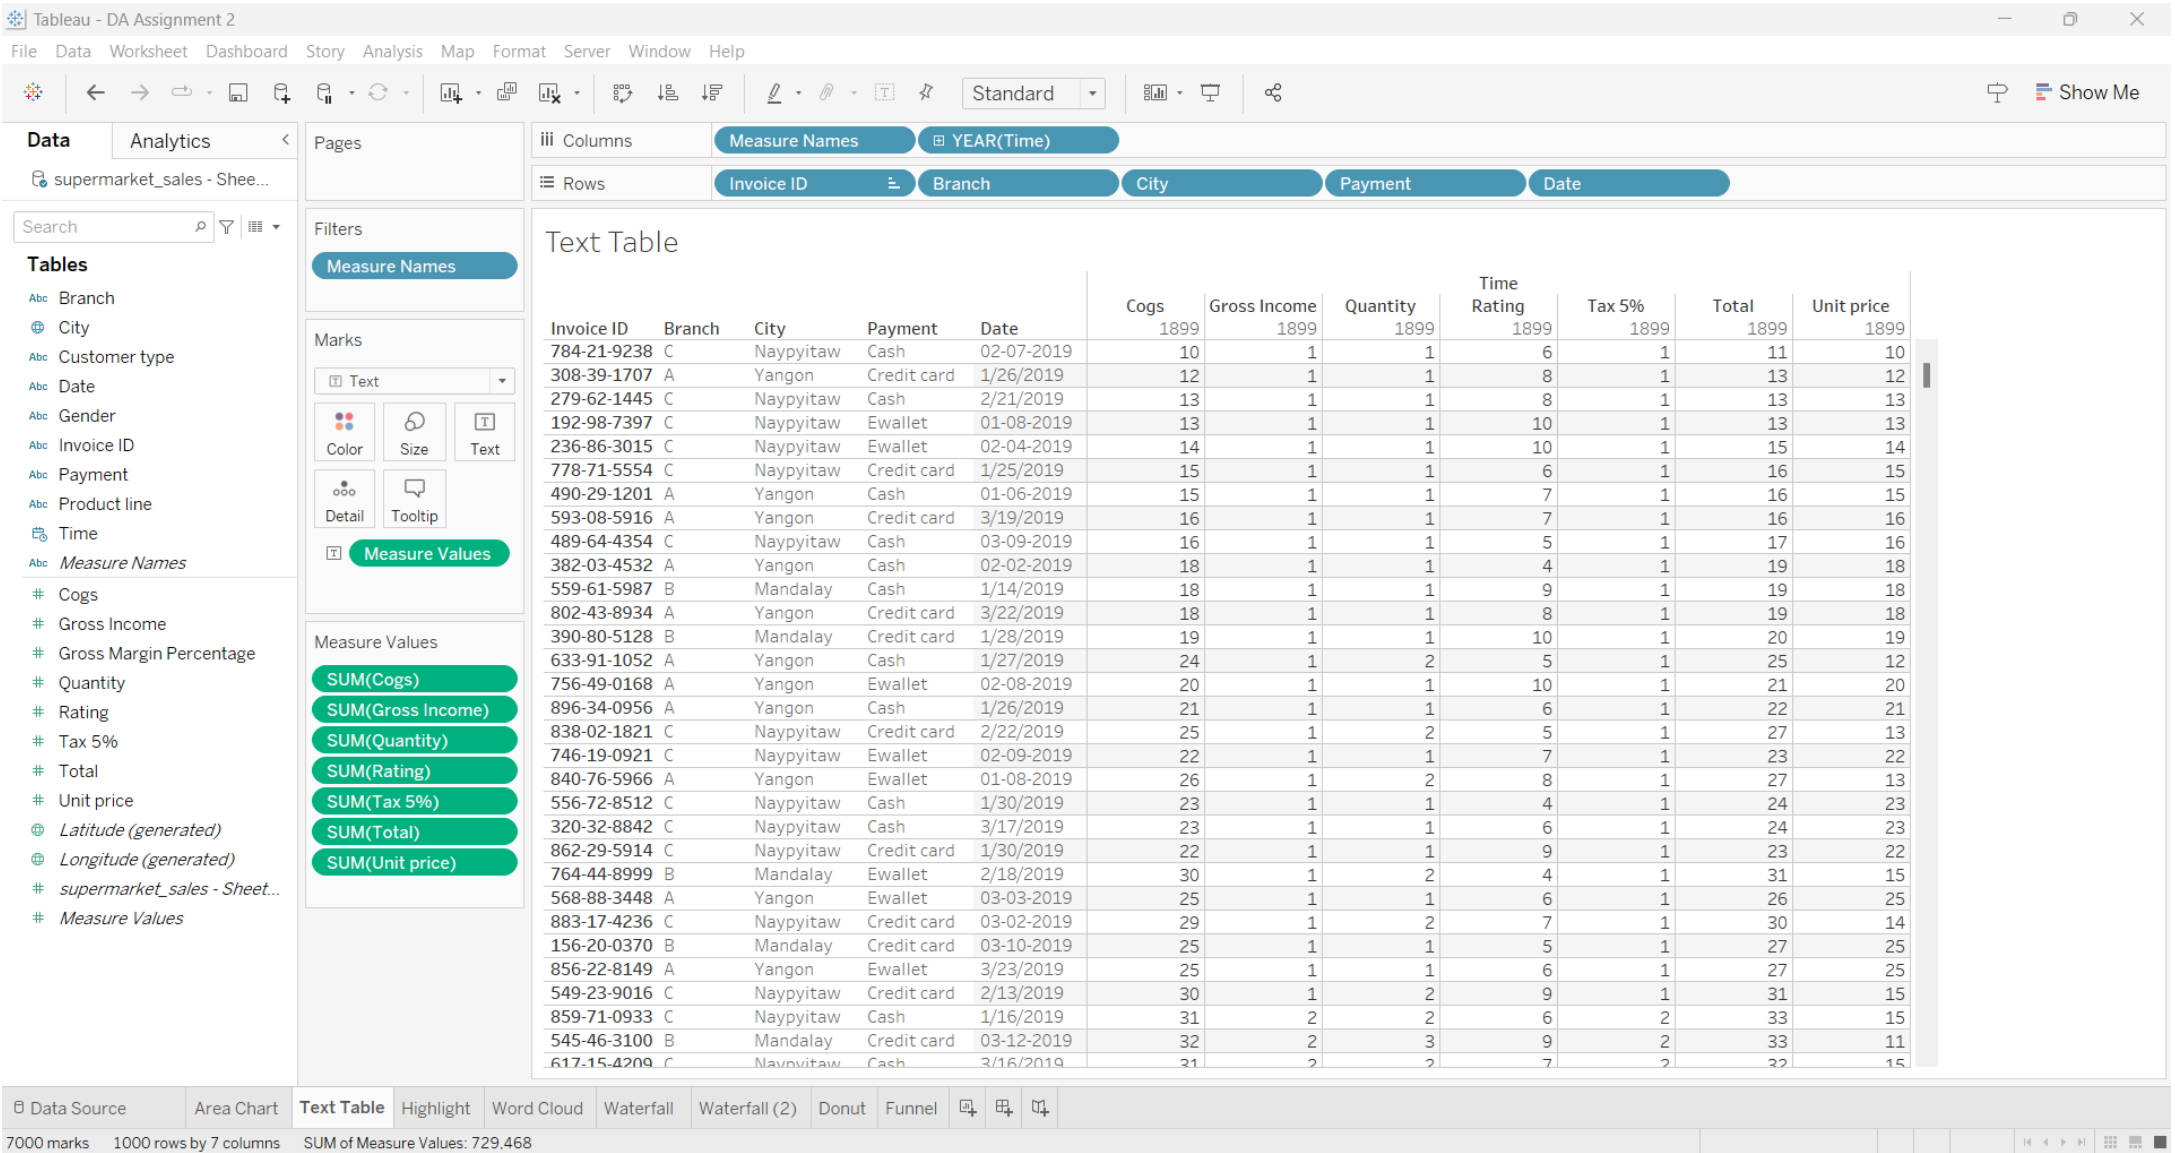 Tableau - DA Assignment 2
File Data Worksheet Dashboard Story Analysis Map Format Server Window Help
Standard
Show Me
Data Analytics
supermarket_sales - Shee...
Search
Tables
Abc Branch
City
Abc Customer type
Abc Date
Abc Gender
Abc Invoice ID
Abc Payment
Abc Product line
Time
Abc Measure Names
# Cogs
# Gross Income
# Gross Margin Percentage
# Quantity
# Rating
# Tax 5%
# Total
# Unit price
Latitude (generated)
Longitude (generated)
# supermarket_sales - Sheet...
# Measure Values
Pages
Filters
Measure Names
Marks
Text
Color Size Text
Detail Tooltip
Measure Values
Measure Values
SUM(Cogs)
SUM(Gross Income)
SUM(Quantity)
SUM(Rating)
SUM(Tax 5%)
SUM(Total)
SUM(Unit price)
Columns Measure Names YEAR(Time)
Rows Invoice ID Branch City Payment Date
Text Table
Time
Cogs Gross Income Quantity Rating Tax 5% Total Unit price
Invoice ID Branch City Payment Date 1899 1899 1899 1899 1899 1899 1899
784-21-9238 C Naypyitaw Cash 02-07-2019 10 1 1 6 1 11 10
308-39-1707 A Yangon Credit card 1/26/2019 12 1 1 8 1 13 12
279-62-1445 C Naypyitaw Cash 2/21/2019 13 1 1 8 1 13 13
192-98-7397 C Naypyitaw Ewallet 01-08-2019 13 1 1 10 1 13 13
236-86-3015 C Naypyitaw Ewallet 02-04-2019 14 1 1 10 1 15 14
778-71-5554 C Naypyitaw Credit card 1/25/2019 15 1 1 6 1 16 15
490-29-1201 A Yangon Cash 01-06-2019 15 1 1 7 1 16 15
593-08-5916 A Yangon Credit card 3/19/2019 16 1 1 7 1 16 16
489-64-4354 C Naypyitaw Cash 03-09-2019 16 1 1 5 1 17 16
382-03-4532 A Yangon Cash 02-02-2019 18 1 1 4 1 19 18
559-61-5987 B Mandalay Cash 1/14/2019 18 1 1 9 1 19 18
802-43-8934 A Yangon Credit card 3/22/2019 18 1 1 8 1 19 18
390-80-5128 B Mandalay Credit card 1/28/2019 19 1 1 10 1 20 19
633-91-1052 A Yangon Cash 1/27/2019 24 1 2 5 1 25 12
756-49-0168 A Yangon Ewallet 02-08-2019 20 1 1 10 1 21 20
896-34-0956 A Yangon Cash 1/26/2019 21 1 1 6 1 22 21
838-02-1821 C Naypyitaw Credit card 2/22/2019 25 1 2 5 1 27 13
746-19-0921 C Naypyitaw Ewallet 02-09-2019 22 1 1 7 1 23 22
840-76-5966 A Yangon Ewallet 01-08-2019 26 1 2 8 1 27 13
556-72-8512 C Naypyitaw Cash 1/30/2019 23 1 1 4 1 24 23
320-32-8842 C Naypyitaw Cash 3/17/2019 23 1 1 6 1 24 23
862-29-5914 C Naypyitaw Credit card 1/30/2019 22 1 1 9 1 23 22
764-44-8999 B Mandalay Ewallet 2/18/2019 30 1 2 4 1 31 15
568-88-3448 A Yangon Ewallet 03-03-2019 25 1 1 6 1 26 25
883-17-4236 C Naypyitaw Credit card 03-02-2019 29 1 2 7 1 30 14
156-20-0370 B Mandalay Credit card 03-10-2019 25 1 1 5 1 27 25
856-22-8149 A Yangon Ewallet 3/23/2019 25 1 1 6 1 27 25
549-23-9016 C Naypyitaw Credit card 2/13/2019 30 1 2 9 1 31 15
859-71-0933 C Naypyitaw Cash 1/16/2019 31 2 2 6 2 33 15
545-46-3100 B Mandalay Credit card 03-12-2019 32 2 3 9 2 33 11
617-15-4209 C Naypyitaw Cash 3/16/2019 31 2 2 7 2 32 15
Data Source Area Chart Text Table Highlight Word Cloud Waterfall Waterfall (2) Donut Funnel
7000 marks 1000 rows by 7 columns SUM of Measure Values: 729,468